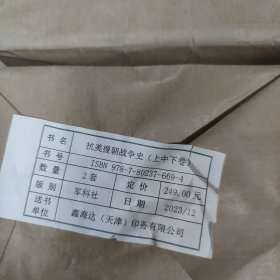 书名 抗美援朝战争史（上中下卷）
书号 ISBN 978-7-80237-669-4
数量 2套 定价 249.00元
版别 军科社 日期 2023/12
送书单位 鑫海达（天津）印务有限公司